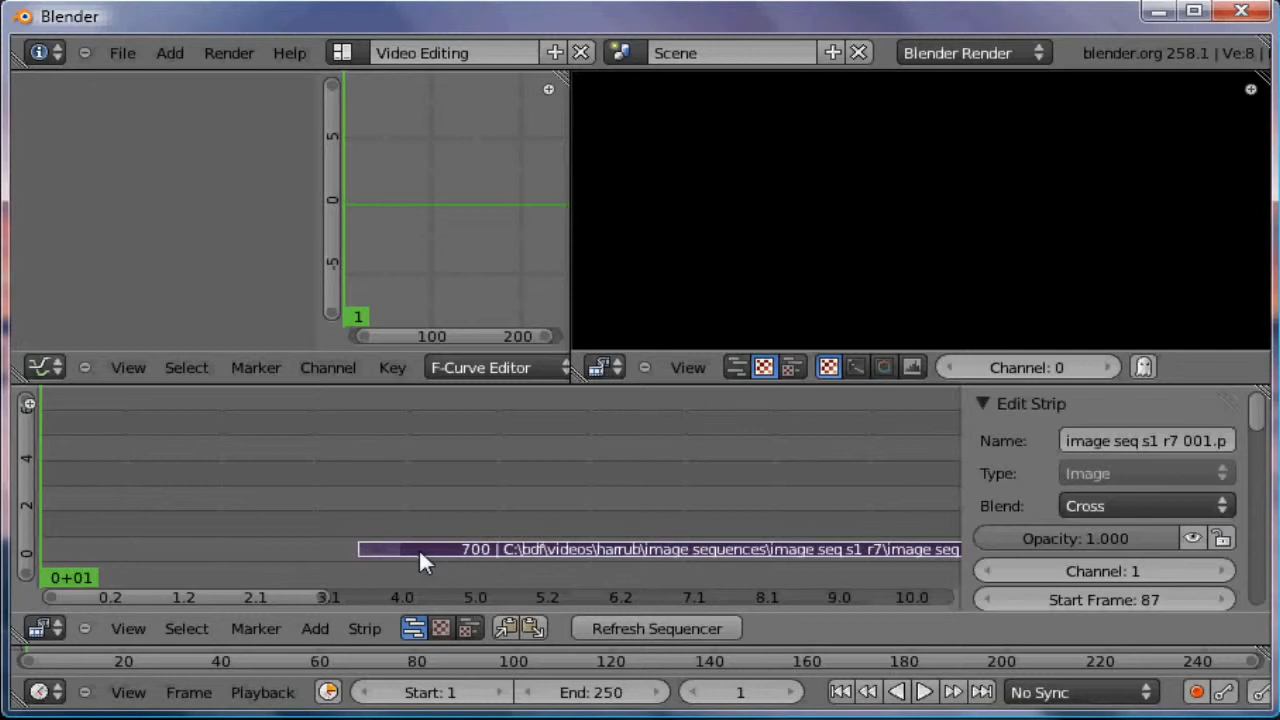 Blender
File Add Render Help Video Editing Scene Blender Render blender.org 258.1 | Ve:8 |
5
0
-5
1
100 200
View Select Marker Channel Key F-Curve Editor View Channel: 0
Edit Strip
Name: image seq s1 r7 001.p
Type: Image
Blend: Cross
Opacity: 1.000
Channel: 1
Start Frame: 87
4
2
0
700 | C:\bdf\videos\harrub\image sequences\image seq s1 r7\image seq
0+01
0.2 1.2 2.1 3.1 4.0 5.0 5.2 6.2 7.1 8.1 9.0 10.0
View Select Marker Add Strip Refresh Sequencer
20 40 60 80 100 120 140 160 180 200 220 240
View Frame Playback Start: 1 End: 250 1 No Sync